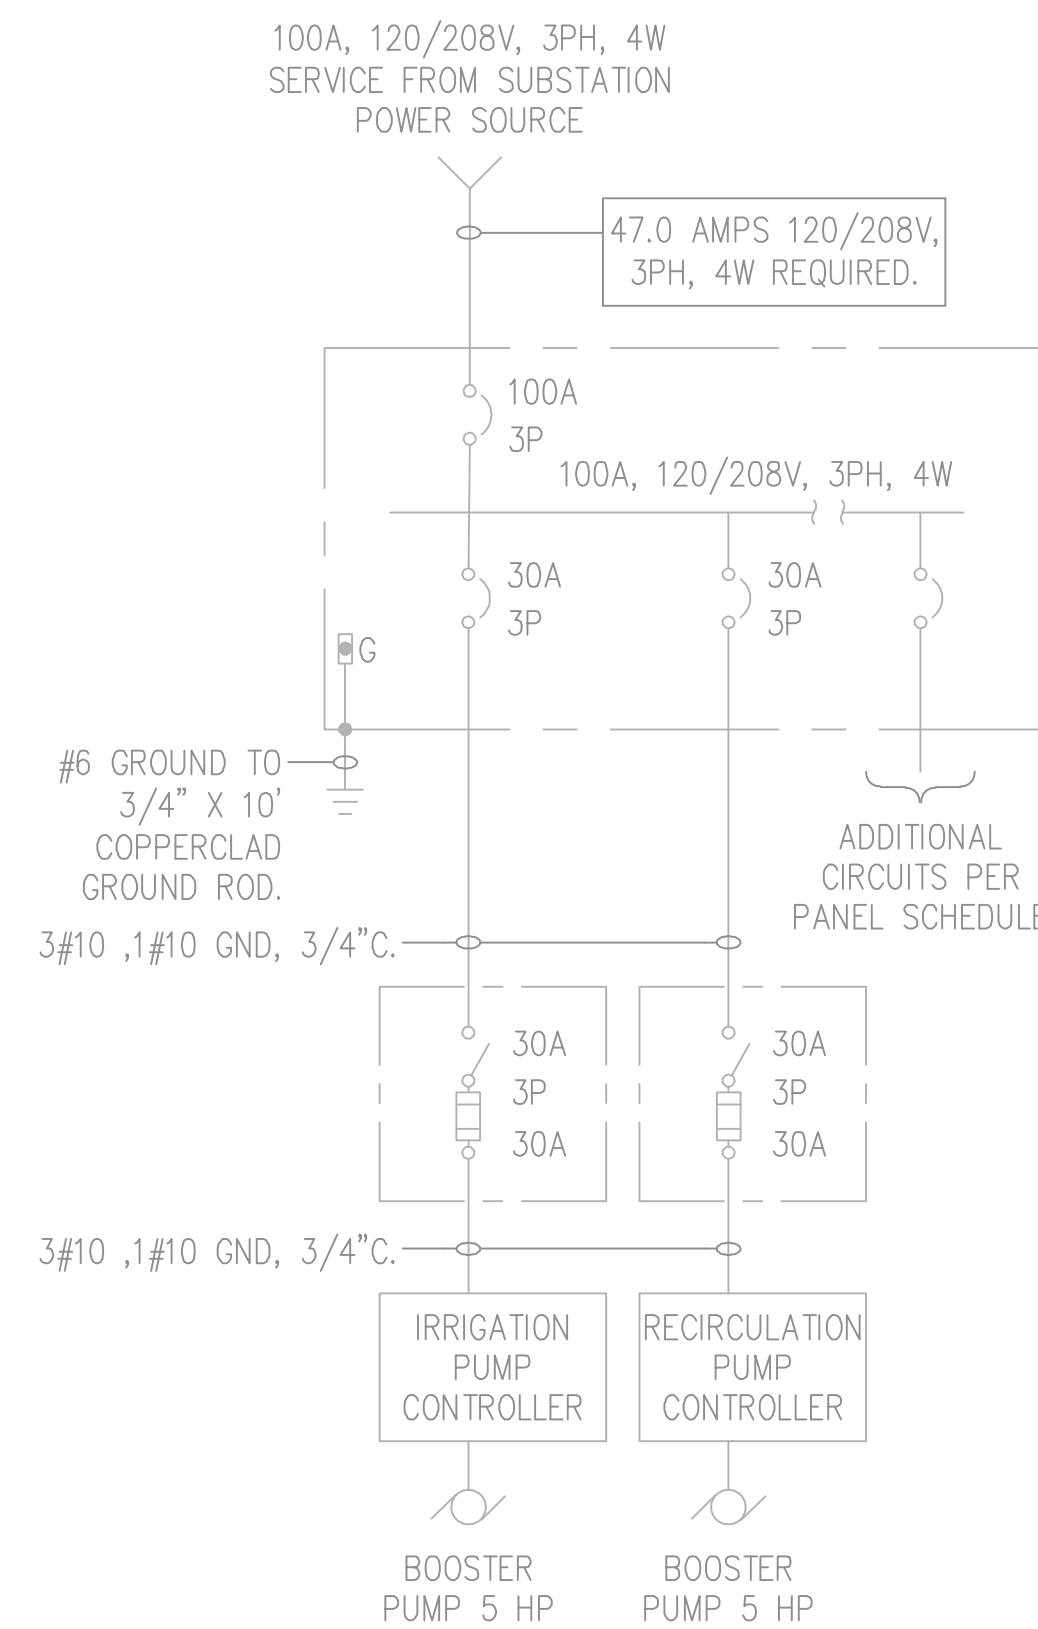 100A, 120/208V, 3PH, 4W
SERVICE FROM SUBSTATION
POWER SOURCE
47.0 AMPS 120/208V,
3PH, 4W REQUIRED.
100A
3P
100A, 120/208V, 3PH, 4W
30A
3P
30A
3P
G
#6 GROUND TO
3/4" X 10'
COPPERCLAD
GROUND ROD.
ADDITIONAL
CIRCUITS PER
PANEL SCHEDULE
3#10 ,1#10 GND, 3/4"C.
30A
3P
30A
30A
3P
30A
3#10 ,1#10 GND, 3/4"C.
IRRIGATION
PUMP
CONTROLLER
RECIRCULATION
PUMP
CONTROLLER
BOOSTER
PUMP 5 HP
BOOSTER
PUMP 5 HP